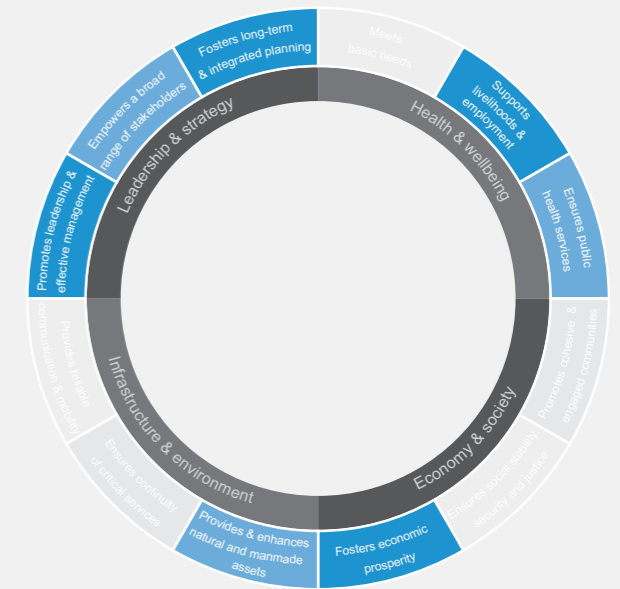 Meets
basic needs
Supports
livelihoods &
employment
Ensures public
health services
Promotes cohesive &
engaged communities
Ensures social stability,
security and justice
Fosters economic
prosperity
Provides & enhances
natural and manmade
assets
Ensures continuity
of critical services
Provides reliable
communication & mobility
Promotes leadership &
effective management
Empowers a broad
range of stakeholders
Fosters long-term
& integrated planning
Health & wellbeing
Economy & society
Infrastructure & environment
Leadership & strategy